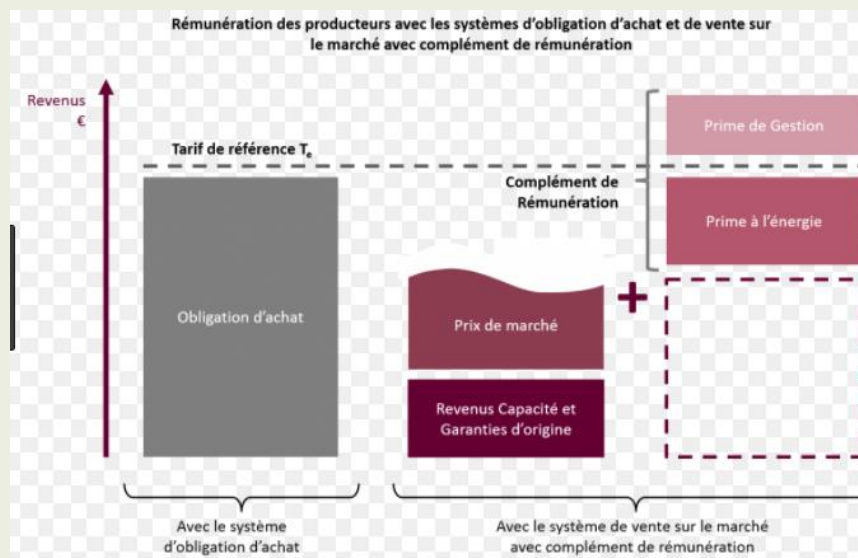 Rémunération des producteurs avec les systèmes d'obligation d'achat et de vente sur
le marché avec complément de rémunération
Revenus
€
Tarif de référence Te
Prime de Gestion
Complément de
Rémunération
Prime à l'énergie
Obligation d'achat
Prix de marché
+
Revenus Capacité et
Garanties d'origine
Avec le système
d'obligation d'achat
Avec le système de vente sur le marché
avec complément de rémunération